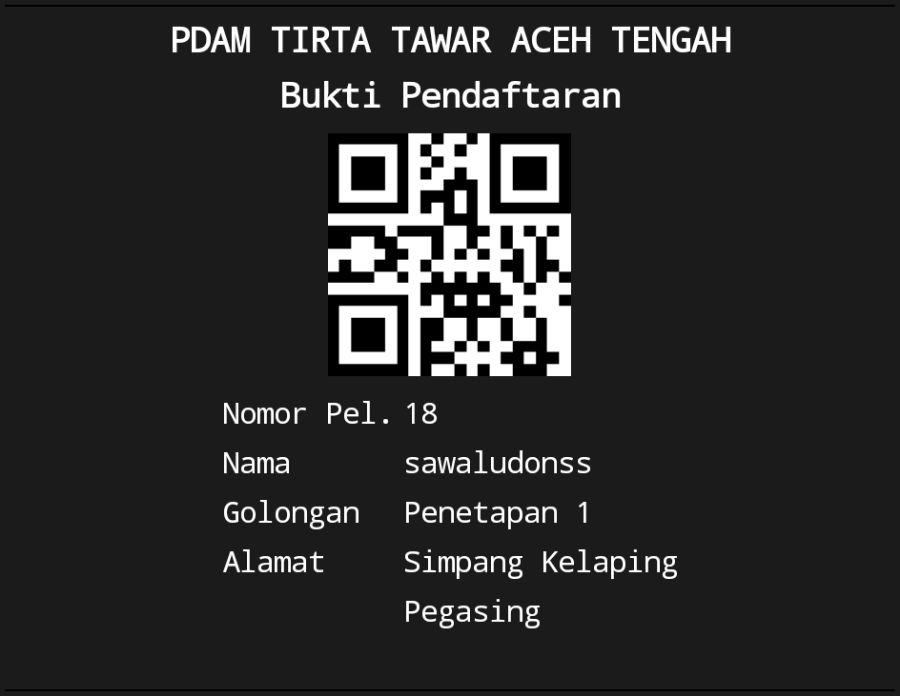 PDAM TIRTA TAWAR ACEH TENGAH
Bukti Pendaftaran
Nomor Pel. 18
Nama sawaludonss
Golongan Penetapan 1
Alamat Simpang Kelaping
Pegasing